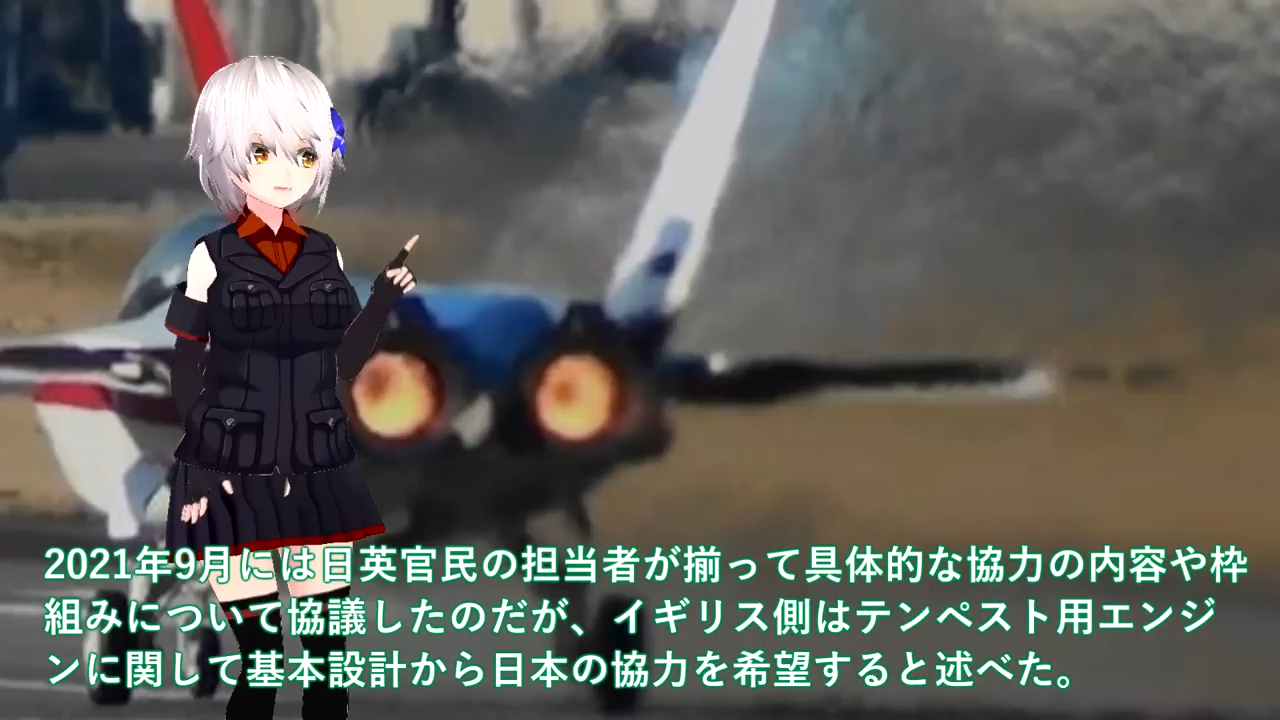 2021年9月には日英官民の担当者が揃って具体的な協力の内容や枠
組みについて協議したのだが、イギリス側はテンペスト用エンジ
ンに関して基本設計から日本の協力を希望すると述べた。